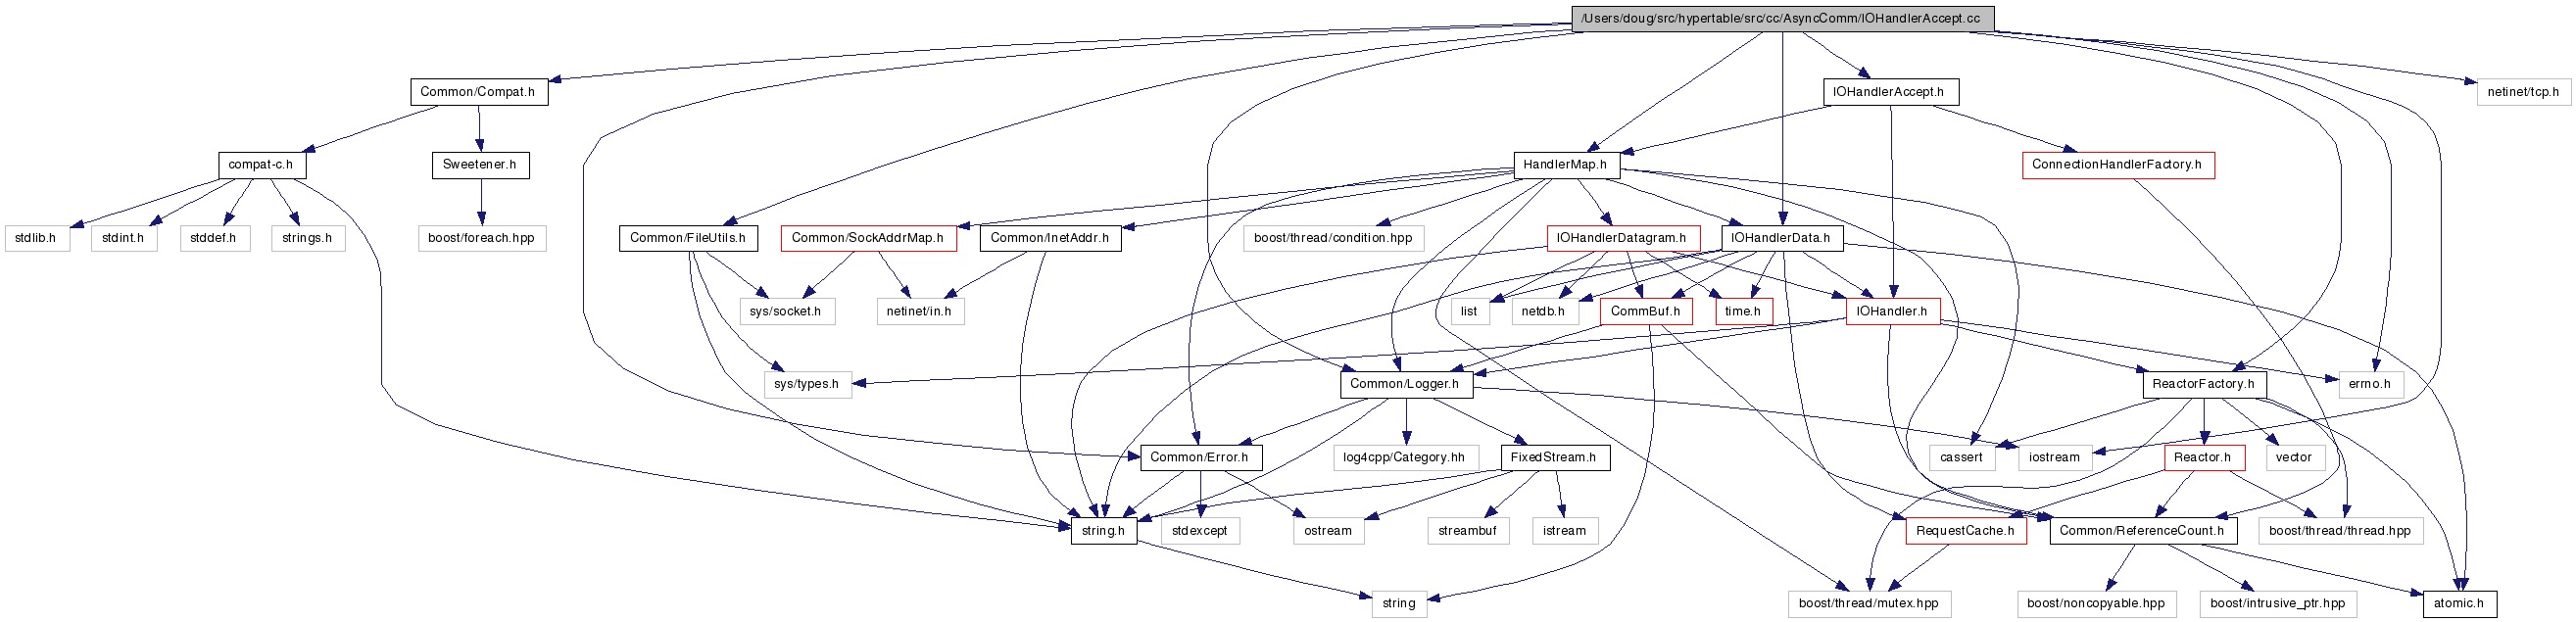 /Users/doug/src/hypertable/src/cc/AsyncComm/IOHandlerAccept.cc
Common/Compat.h
IOHandlerAccept.h
netinet/tcp.h
compat-c.h
Sweetener.h
HandlerMap.h
ConnectionHandlerFactory.h
stdlib.h
stdint.h
stddef.h
strings.h
boost/foreach.hpp
Common/FileUtils.h
Common/SockAddrMap.h
Common/InetAddr.h
boost/thread/condition.hpp
IOHandlerDatagram.h
IOHandlerData.h
sys/socket.h
netinet/in.h
list
netdb.h
CommBuf.h
time.h
IOHandler.h
sys/types.h
Common/Logger.h
ReactorFactory.h
errno.h
Common/Error.h
log4cpp/Category.hh
FixedStream.h
cassert
iostream
Reactor.h
vector
string.h
stdexcept
ostream
streambuf
istream
RequestCache.h
Common/ReferenceCount.h
boost/thread/thread.hpp
string
boost/thread/mutex.hpp
boost/noncopyable.hpp
boost/intrusive_ptr.hpp
atomic.h